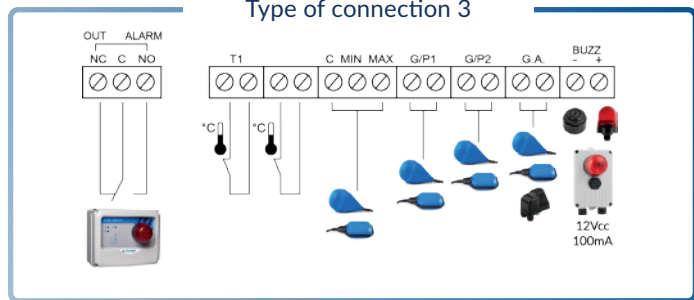 Type of connection 3
OUT ALARM
NC C NO
T1
C MIN MAX
G/P1
G/P2
G.A.
BUZZ
- +
°C
°C
12Vcc
100mA